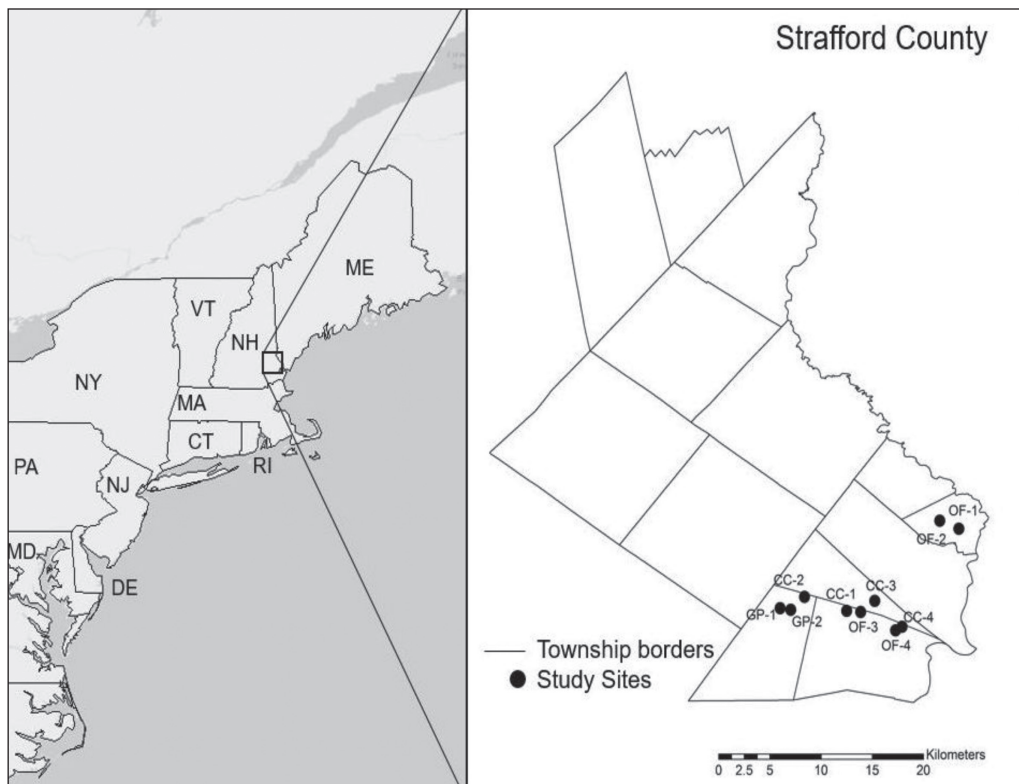 Strafford County
ME
VT
NH
NY
MA
CT
RI
PA
NJ
MD
DE
OF-1
OF-2
CC-2
CC-3
CC-1
GP-1
GP-2
OF-3
CC-4
OF-4
Township borders
Study Sites
Kilometers
0 2.5 5 10 15 20